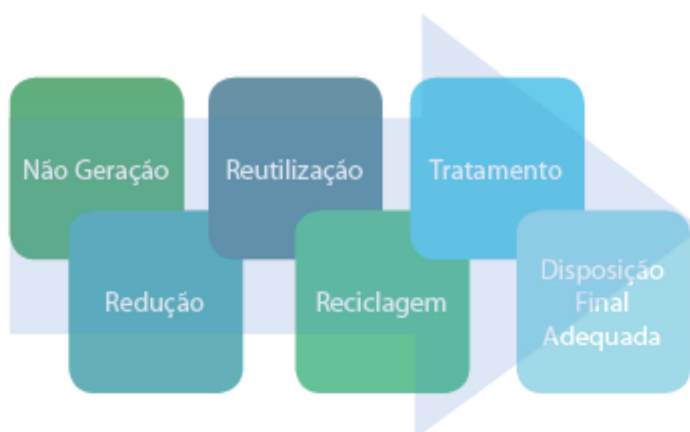 Não Geração
Redução
Reutilização
Reciclagem
Tratamento
Disposição
Final
Adequada